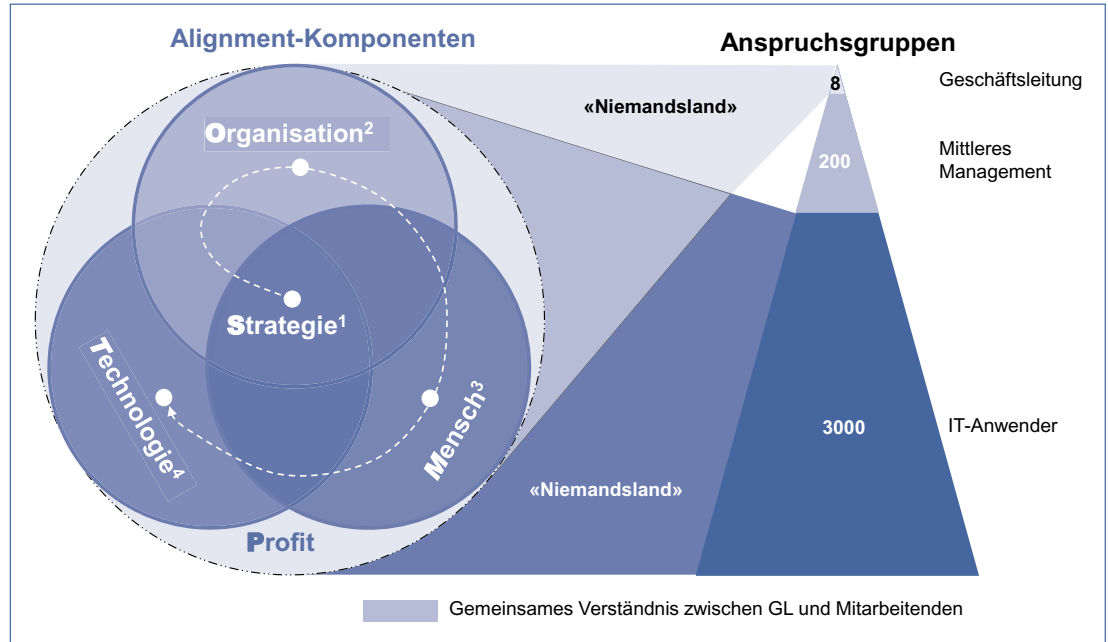 Alignment-Komponenten
Anspruchsgruppen
Geschäftsleitung
8
«Niemandsland»
Organisation²
200
Mittleres
Management
Strategie¹
Technologie⁴
Mensch³
3000
IT-Anwender
«Niemandsland»
Profit
Gemeinsames Verständnis zwischen GL und Mitarbeitenden